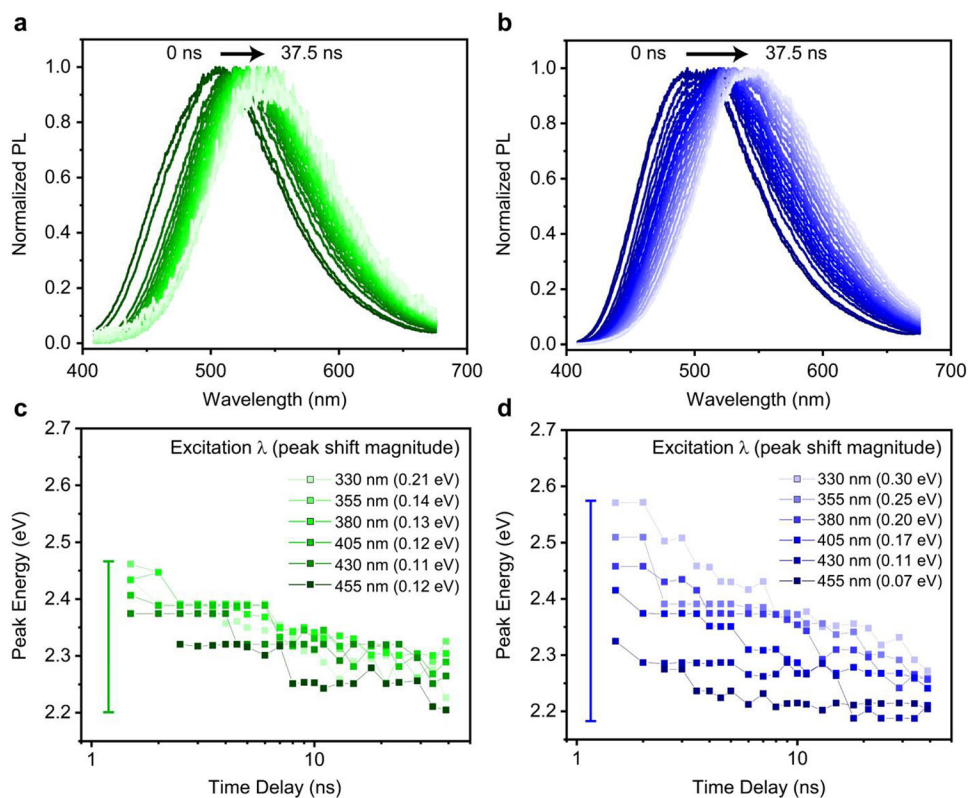 a
0 ns 37.5 ns
Normalized PL
1.0
0.8
0.6
0.4
0.2
0.0
400 500 600 700
Wavelength (nm)
b
0 ns 37.5 ns
Normalized PL
1.0
0.8
0.6
0.4
0.2
0.0
400 500 600 700
Wavelength (nm)
c
Excitation λ (peak shift magnitude)
330 nm (0.21 eV)
355 nm (0.14 eV)
380 nm (0.13 eV)
405 nm (0.12 eV)
430 nm (0.11 eV)
455 nm (0.12 eV)
Peak Energy (eV)
2.7
2.6
2.5
2.4
2.3
2.2
1 10
Time Delay (ns)
d
Excitation λ (peak shift magnitude)
330 nm (0.30 eV)
355 nm (0.25 eV)
380 nm (0.20 eV)
405 nm (0.17 eV)
430 nm (0.11 eV)
455 nm (0.07 eV)
Peak Energy (eV)
2.7
2.6
2.5
2.4
2.3
2.2
1 10
Time Delay (ns)